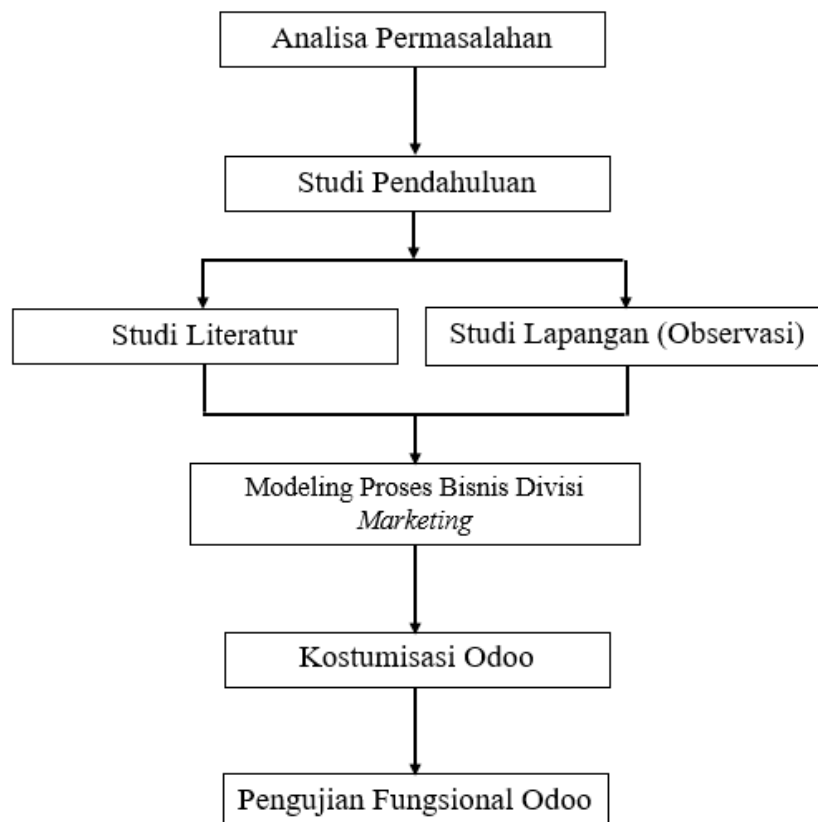 Analisa Permasalahan
Studi Pendahuluan
Studi Literatur
Studi Lapangan (Observasi)
Modeling Proses Bisnis Divisi
Marketing
Kostumisasi Odoo
Pengujian Fungsional Odoo